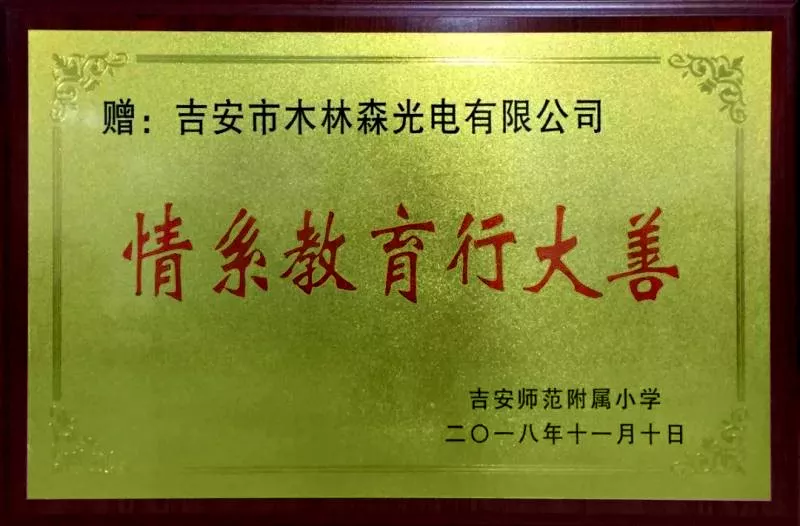 赠：吉安市木林森光电有限公司
情系教育行大善
吉安师范附属小学
二〇一八年十一月十日